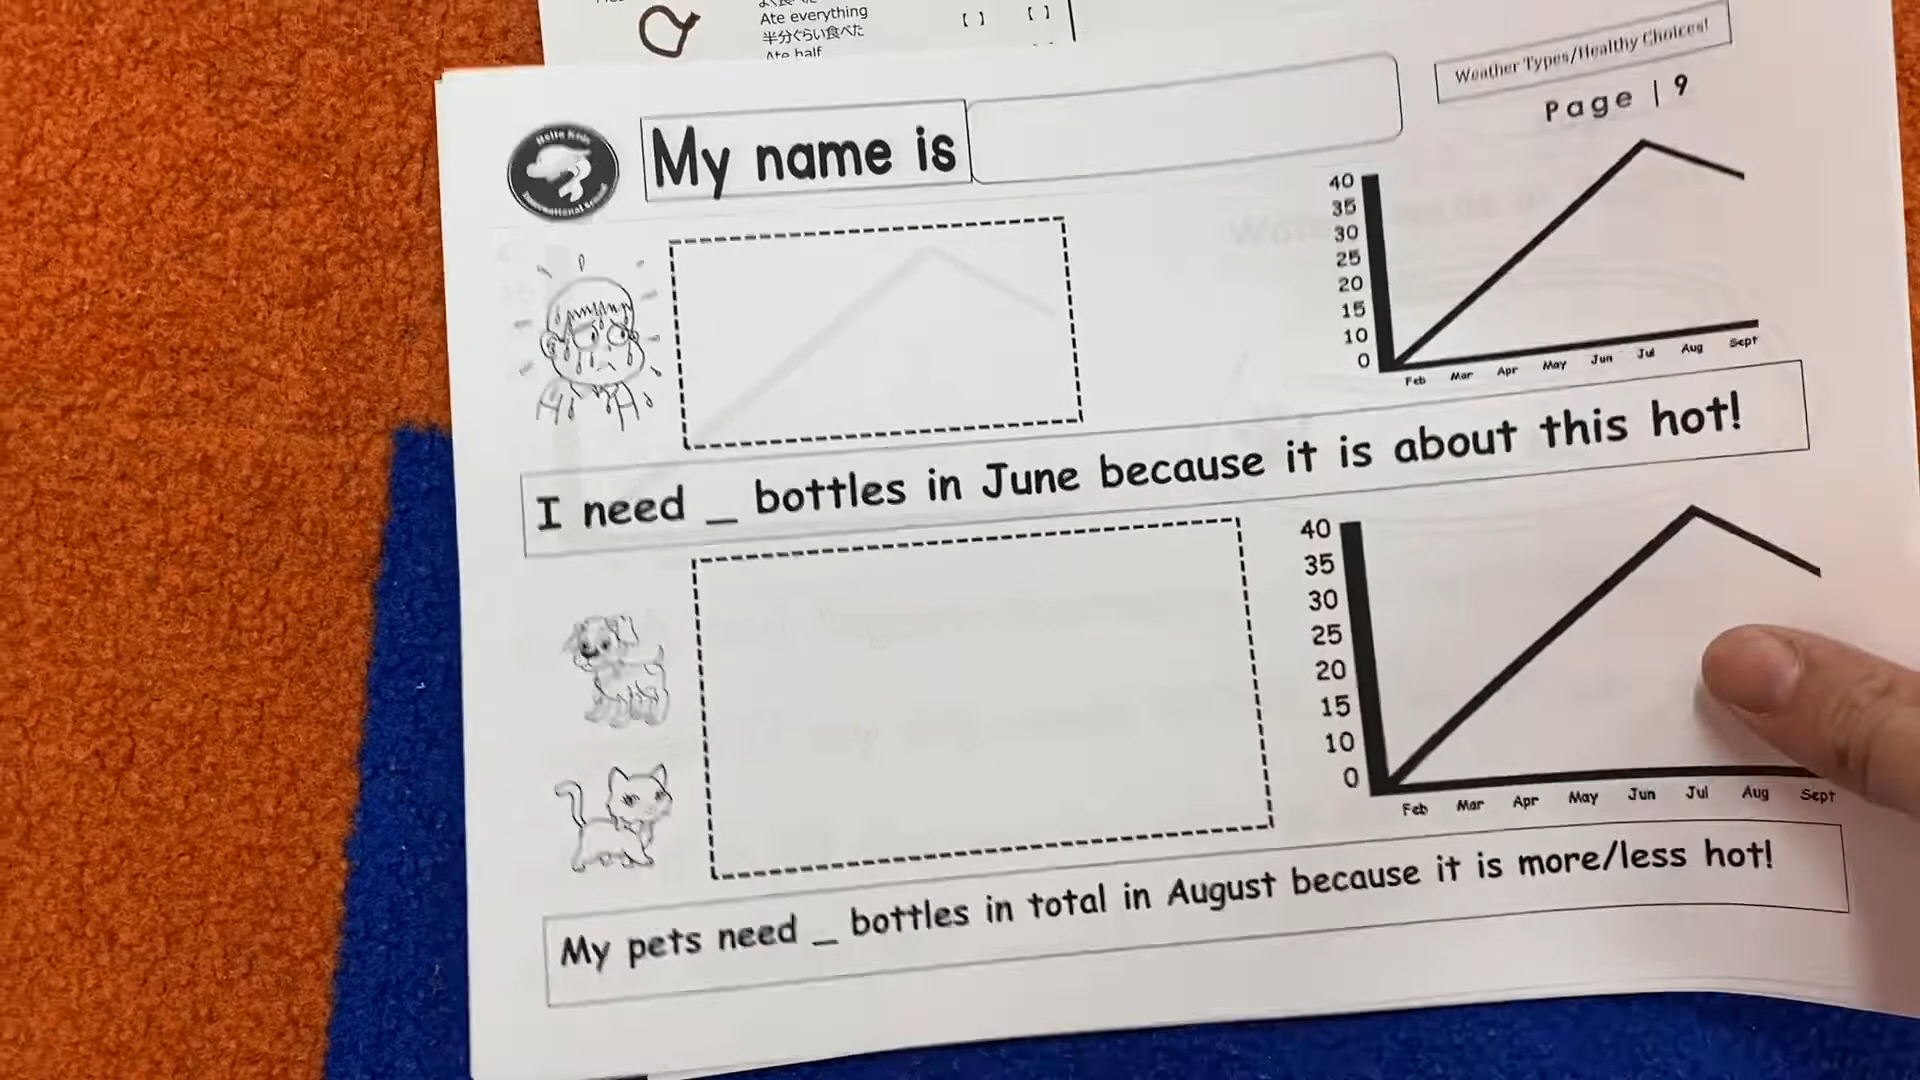 Ate everything
半分ぐらい食べた
Ate half
[ ] [ ]
Weather Types/Healthy Choices!
Page | 9
My name is
40
35
30
25
20
15
10
0
Feb Mar Apr May Jun Jul Aug Sept
I need _ bottles in June because it is about this hot!
40
35
30
25
20
15
10
0
Feb Mar Apr May Jun Jul Aug Sept
My pets need _ bottles in total in August because it is more/less hot!